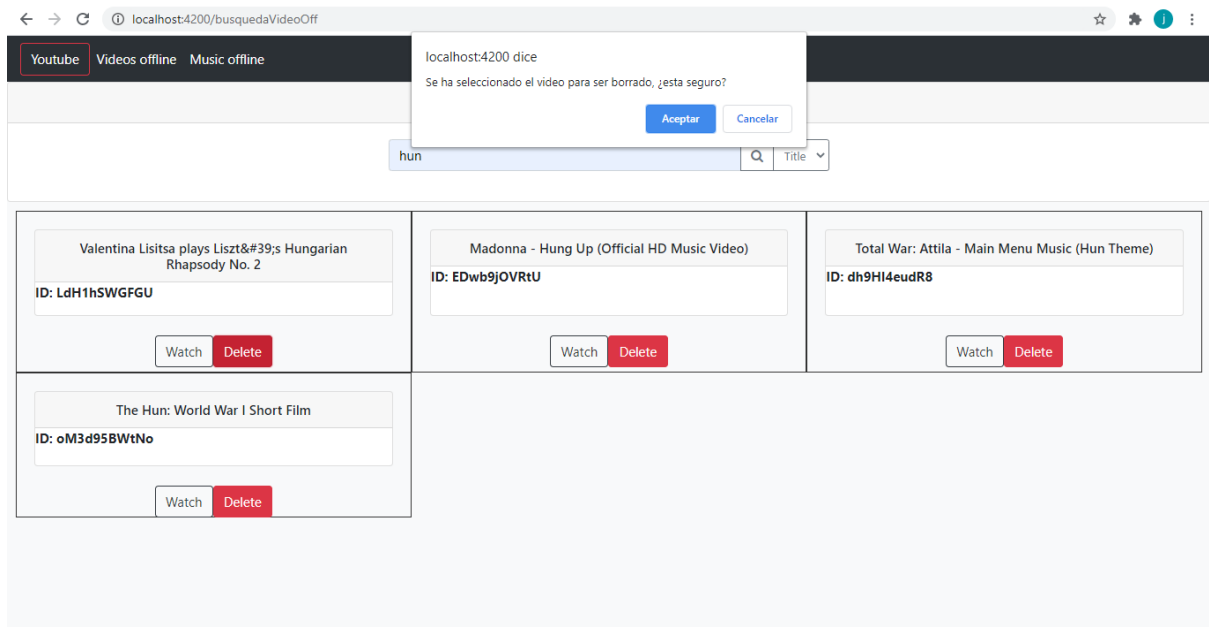 localhost:4200/busquedaVideoOff
j
Youtube Videos offline Music offline
localhost:4200 dice
Se ha seleccionado el video para ser borrado, ¿esta seguro?
Aceptar Cancelar
hun Title
Valentina Lisitsa plays Liszt&#39;s Hungarian
Rhapsody No. 2
ID: LdH1hSWGFGU
Watch Delete
Madonna - Hung Up (Official HD Music Video)
ID: EDwb9jOVRtU
Watch Delete
Total War: Attila - Main Menu Music (Hun Theme)
ID: dh9HI4eudR8
Watch Delete
The Hun: World War I Short Film
ID: oM3d95BWtNo
Watch Delete